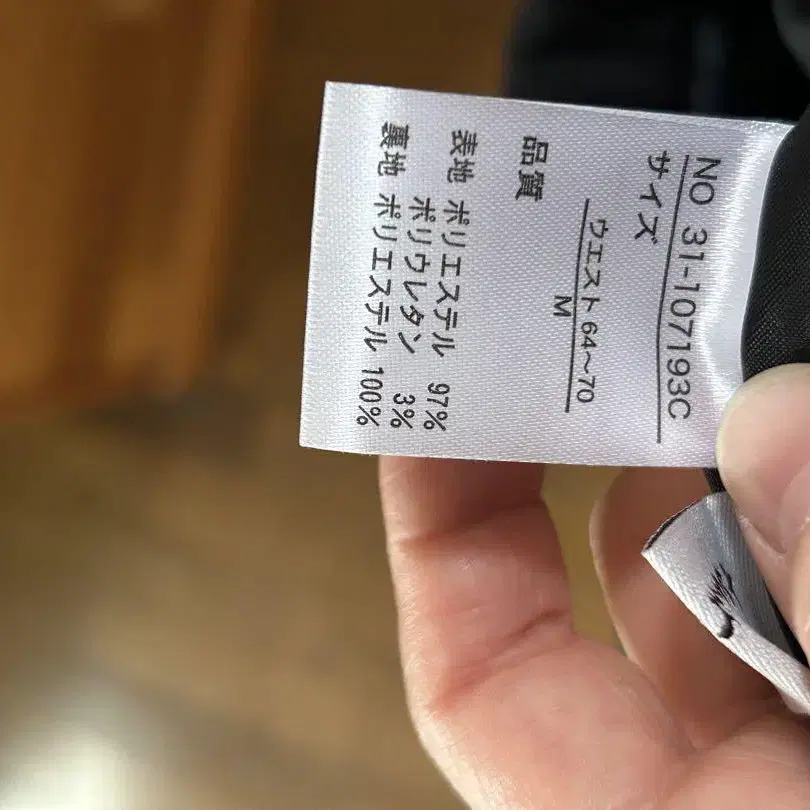 NO 31-107193C
サイズ
ウエスト 64～70
M
品質
表地 ポリエステル 97%
ポリウレタン 3%
裏地 ポリエステル 100%